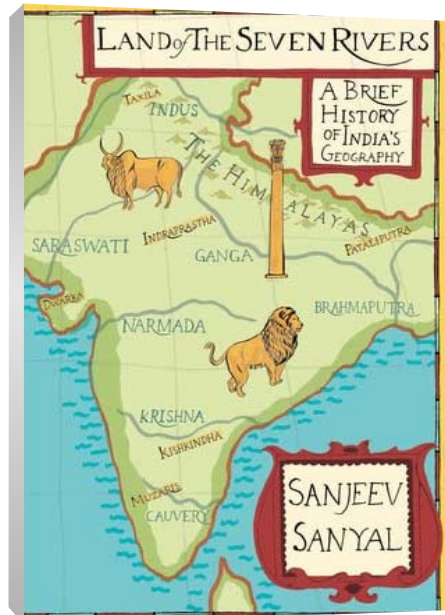 LAND of THE SEVEN RIVERS
A BRIEF
HISTORY
OF INDIA'S
GEOGRAPHY
TAXILA
INDUS
THE HIMALAYAS
INDRAPRASTHA
PATALIPUTRA
SARASWATI
GANGA
DWARKA
BRAHMAPUTRA
NARMADA
KRISHNA
KISHKINDHA
MUZARIS
CAUVERY
SANJEEV
SANYAL